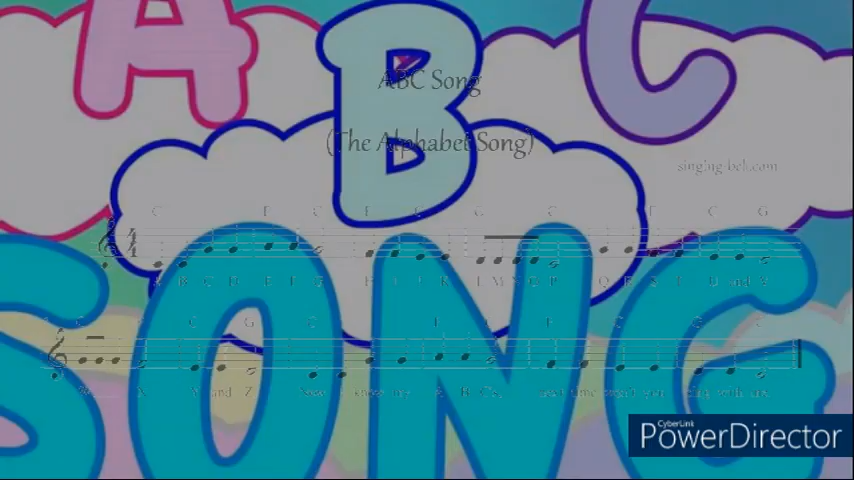 A B C
SONG
ABC Song
(The Alphabet Song)
singing-bell.com
C F C F C G C F C G
A B C D E F G H I J K L M N O P Q R S T U and V
C G
X Y and Z Now I know my A B C's, next time won't you sing with me.
CyberLink
PowerDirector